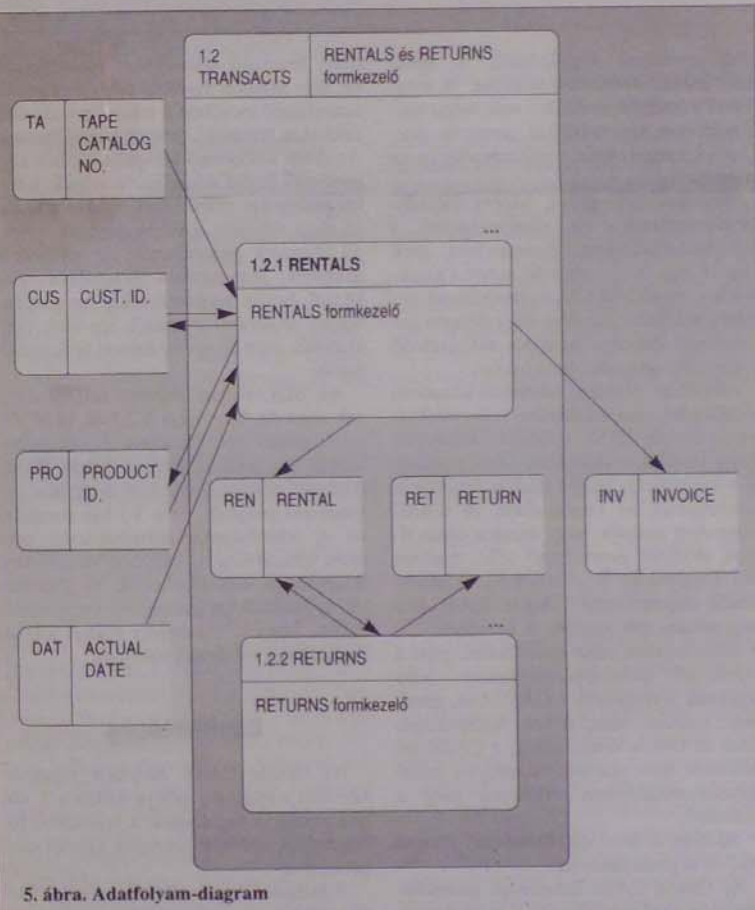 1.2
TRANSACTS
RENTALS és RETURNS
formkezelő
TA
TAPE
CATALOG
NO.
...
1.2.1 RENTALS
RENTALS formkezelő
CUS
CUST. ID.
PRO
PRODUCT
ID.
REN
RENTAL
RET
RETURN
INV
INVOICE
DAT
ACTUAL
DATE
...
1.2.2 RETURNS
RETURNS formkezelő
5. ábra. Adatfolyam-diagram